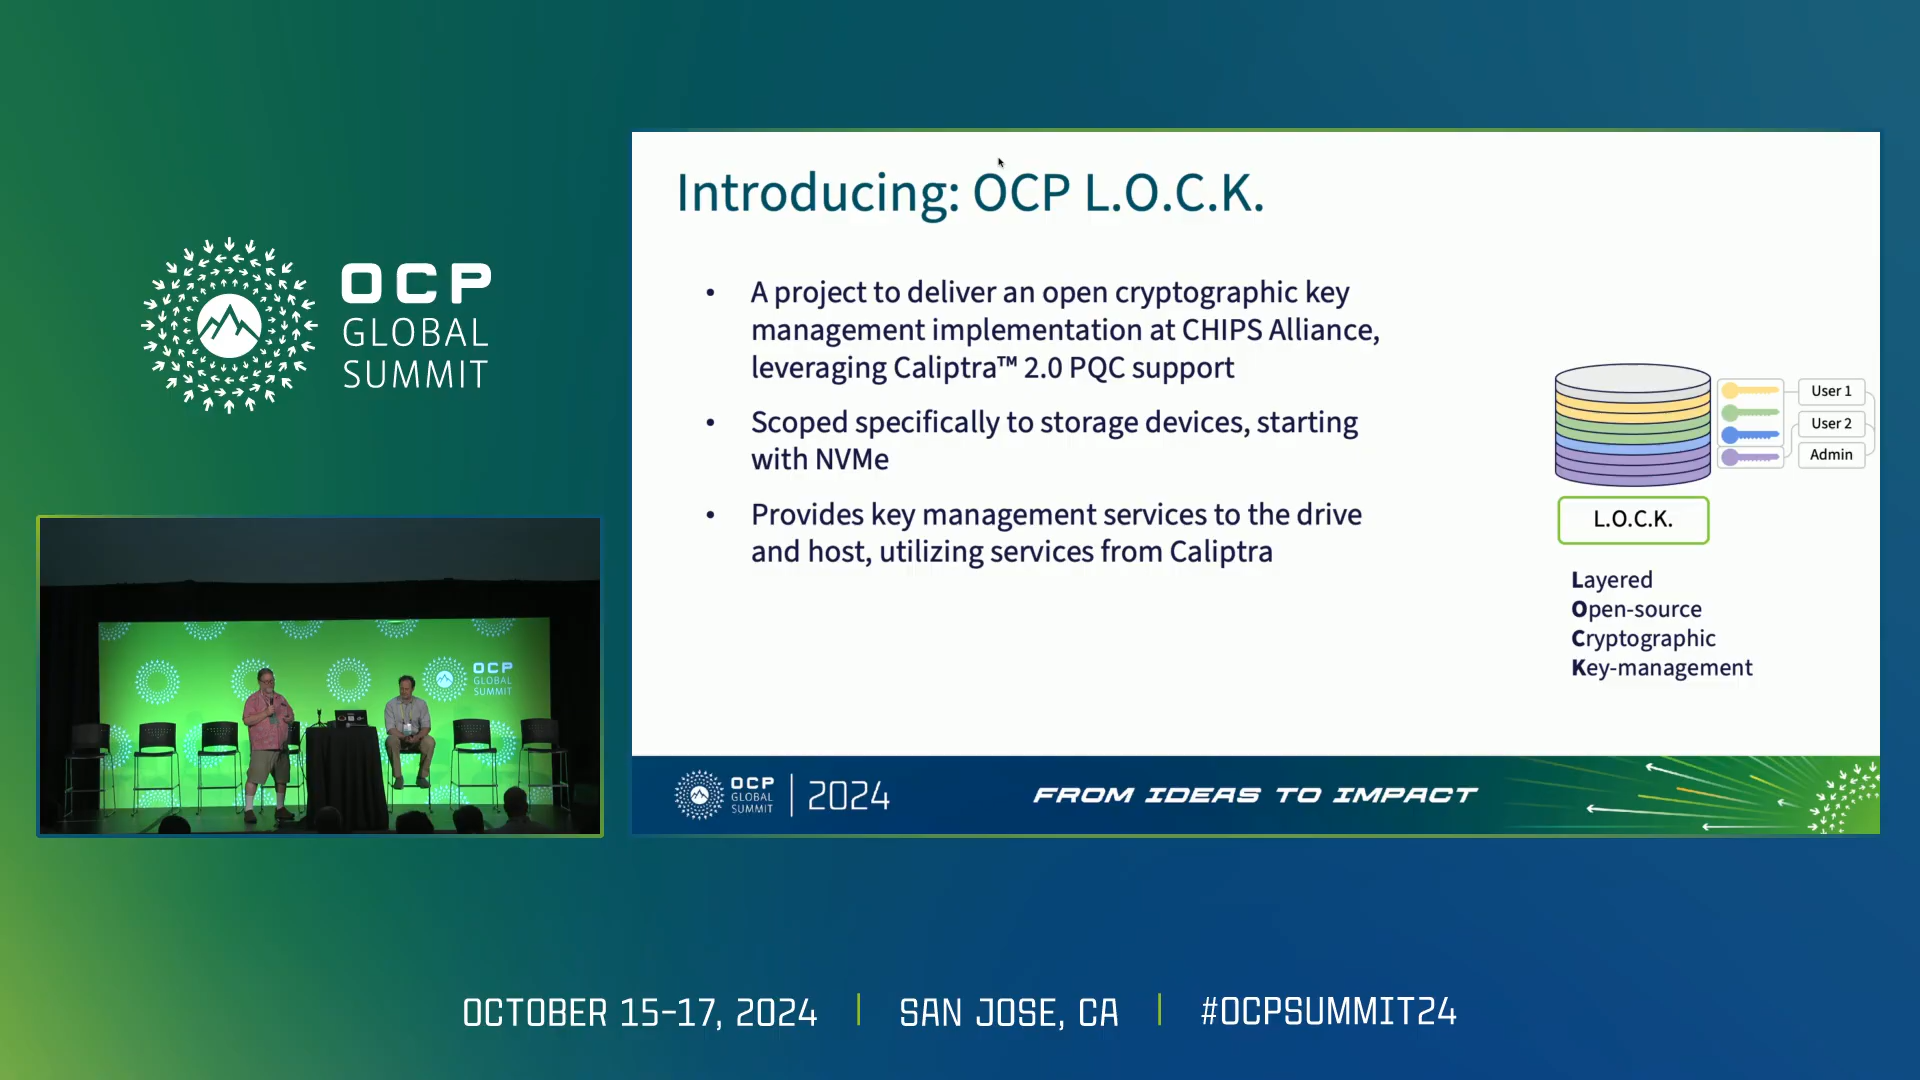 OCP
GLOBAL
SUMMIT
Introducing: OCP L.O.C.K.
• A project to deliver an open cryptographic key
management implementation at CHIPS Alliance,
leveraging Caliptra™ 2.0 PQC support
• Scoped specifically to storage devices, starting
with NVMe
• Provides key management services to the drive
and host, utilizing services from Caliptra
User 1
User 2
Admin
L.O.C.K.
Layered
Open-source
Cryptographic
Key-management
OCP
GLOBAL
SUMMIT
2024
FROM IDEAS TO IMPACT
OCP
GLOBAL
SUMMIT
OCTOBER 15-17, 2024 | SAN JOSE, CA | #OCPSUMMIT24